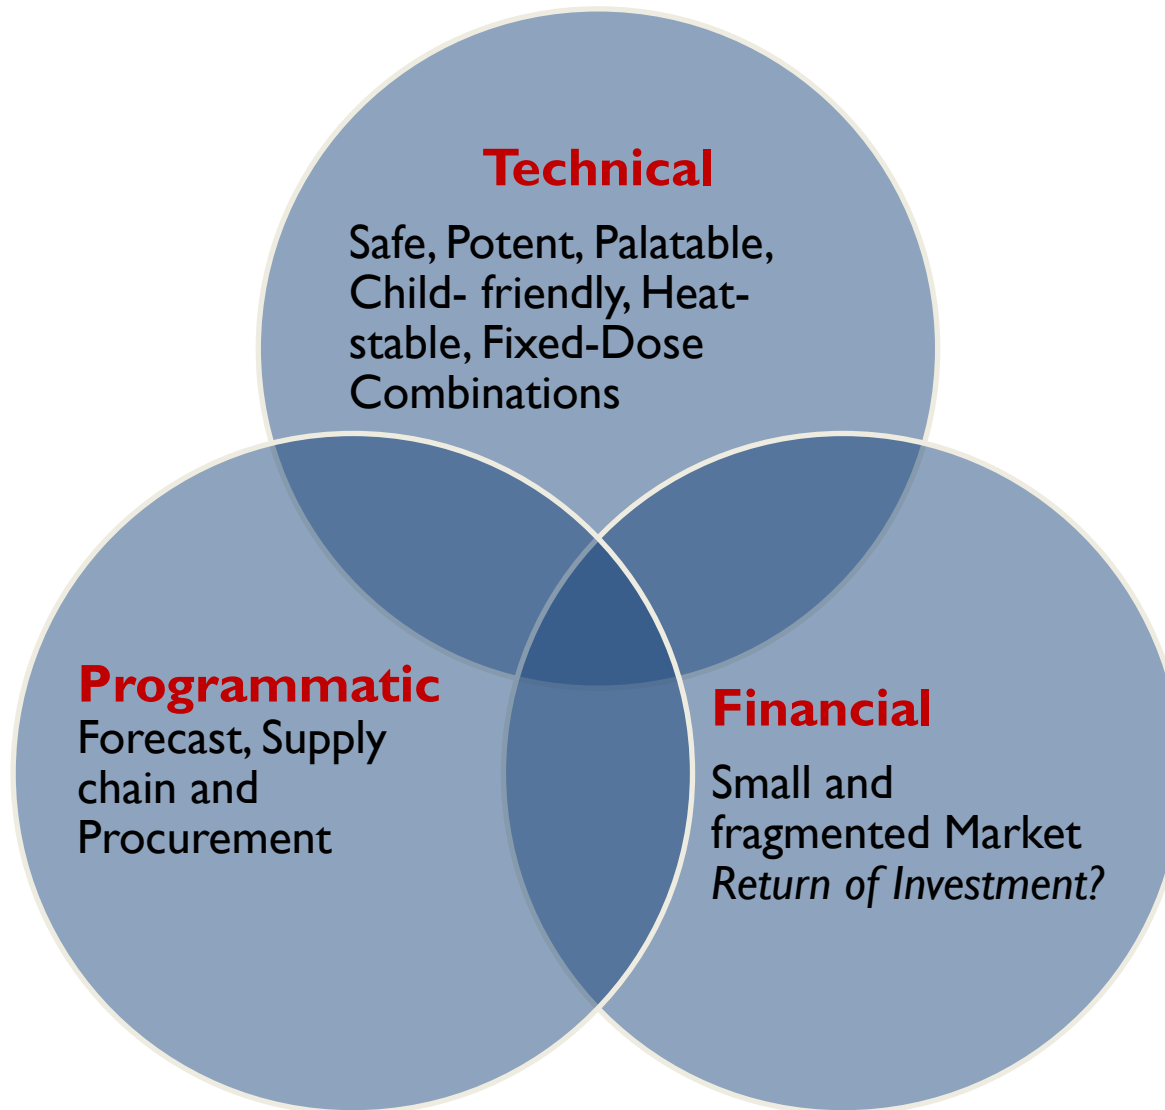 Technical
Safe, Potent, Palatable,
Child- friendly, Heat-
stable, Fixed-Dose
Combinations
Programmatic
Forecast, Supply
chain and
Procurement
Financial
Small and
fragmented Market
Return of Investment?